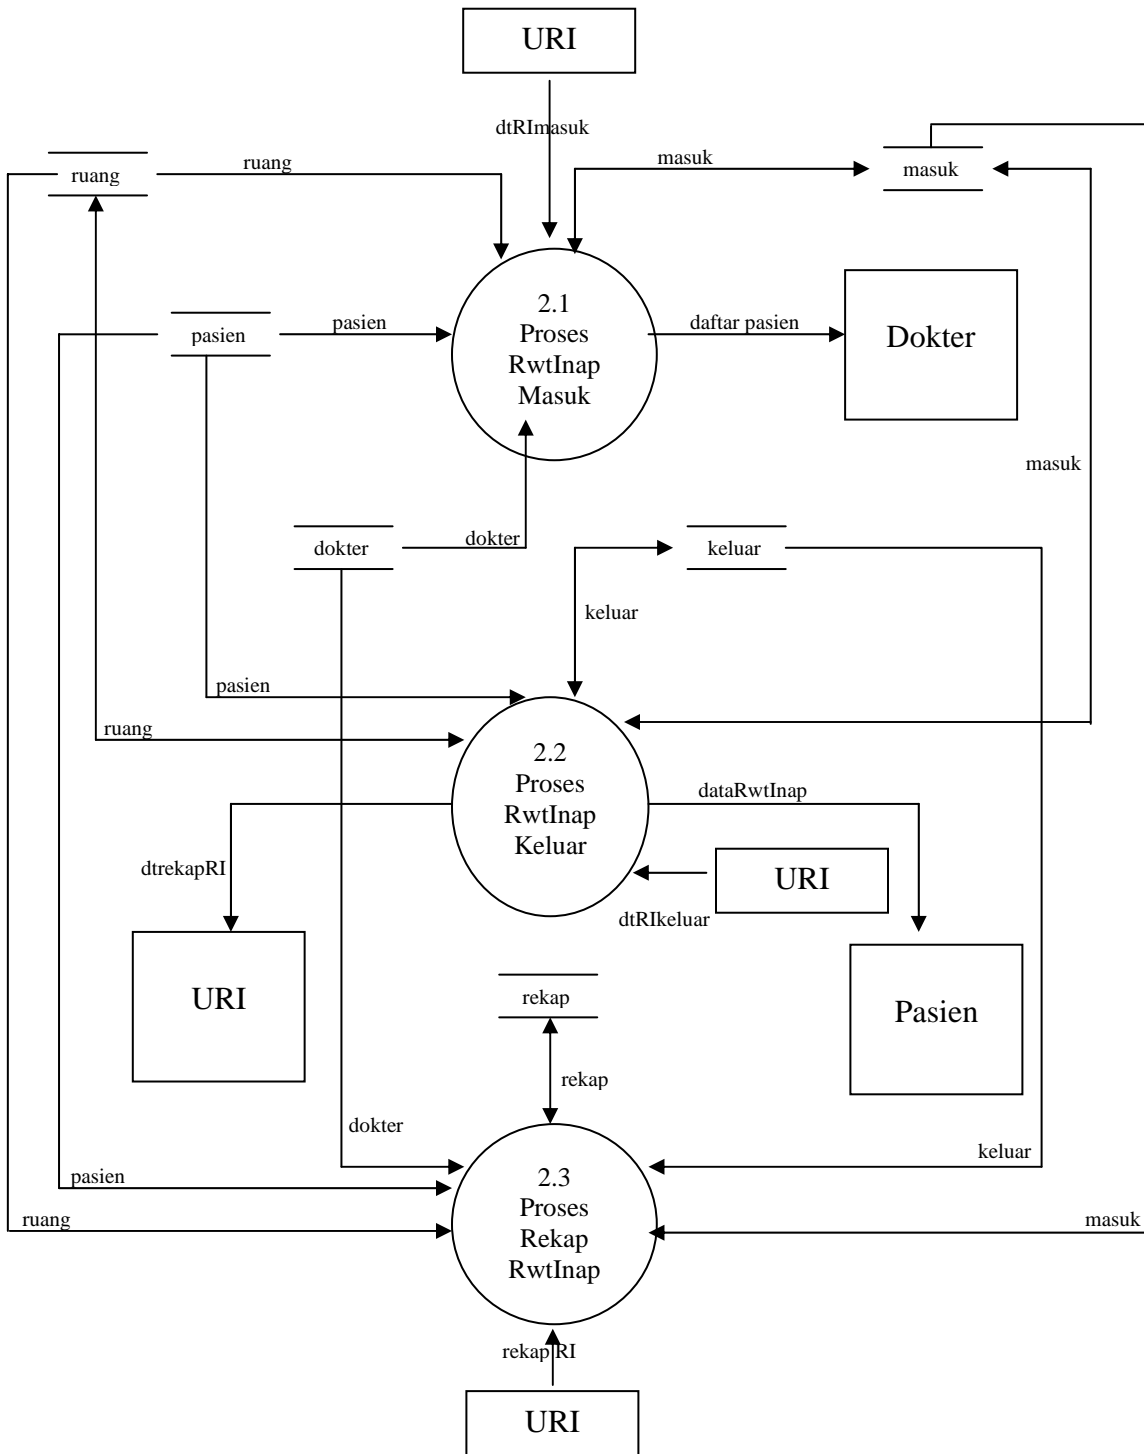 URI
dtRImasuk
ruang
ruang
masuk
masuk
2.1
Proses
RwtInap
Masuk
pasien
pasien
daftar pasien
Dokter
masuk
dokter
dokter
keluar
keluar
pasien
ruang
2.2
Proses
RwtInap
Keluar
dataRwtInap
dtrekapRI
URI
dtRIkeluar
URI
rekap
Pasien
rekap
dokter
keluar
pasien
2.3
Proses
Rekap
RwtInap
ruang
masuk
rekap RI
URI